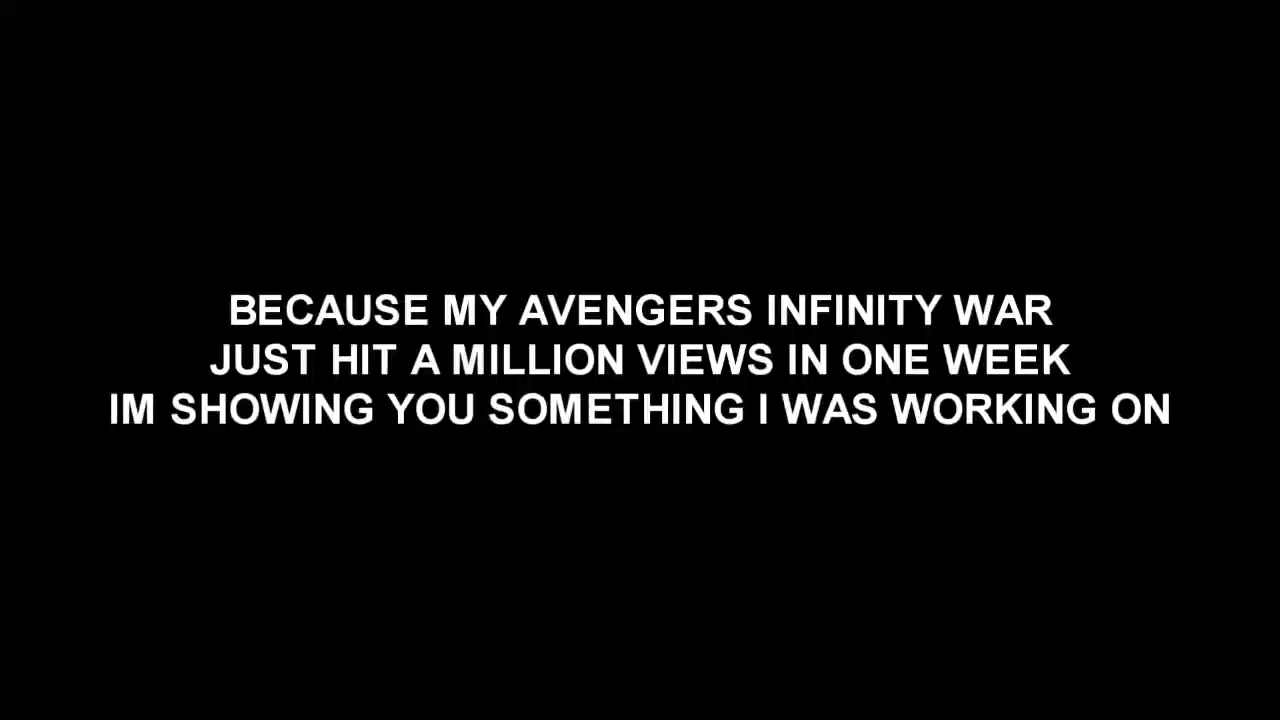 BECAUSE MY AVENGERS INFINITY WAR
JUST HIT A MILLION VIEWS IN ONE WEEK
IM SHOWING YOU SOMETHING I WAS WORKING ON